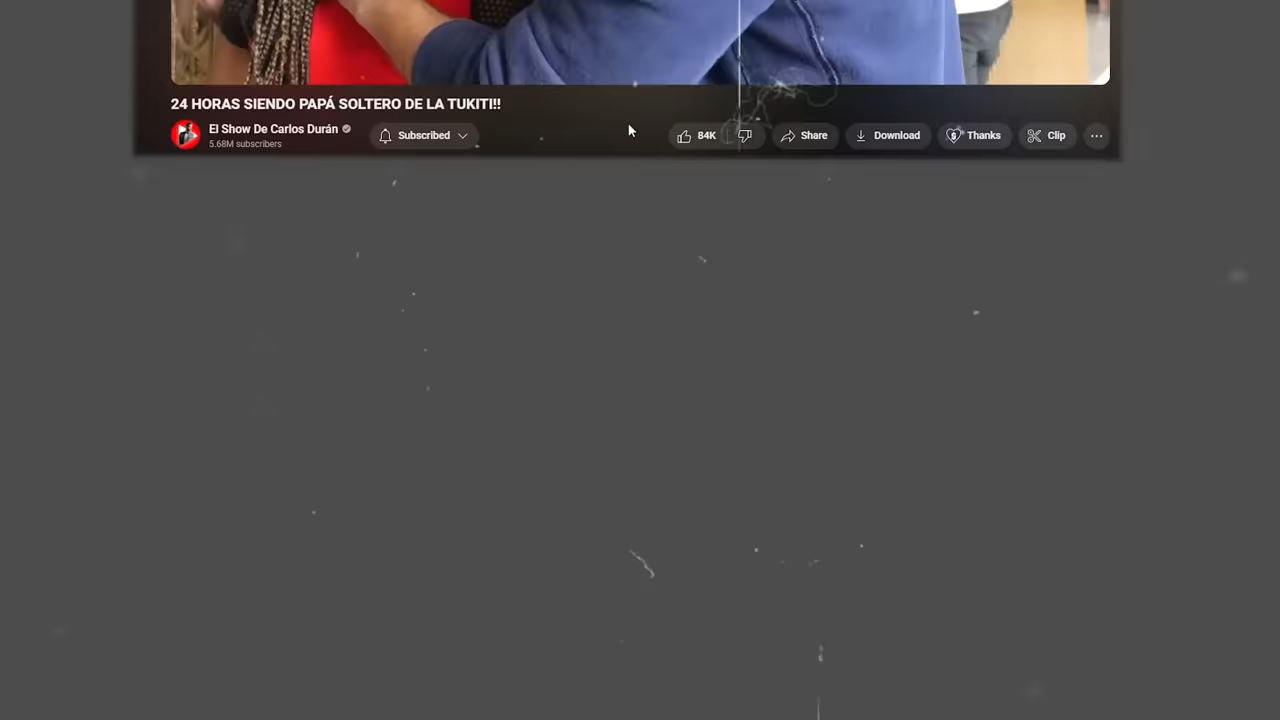 24 HORAS SIENDO PAPÁ SOLTERO DE LA TUKITI!!
El Show De Carlos Durán
5.68M subscribers
Subscribed
84K
Share
Download
Thanks
Clip